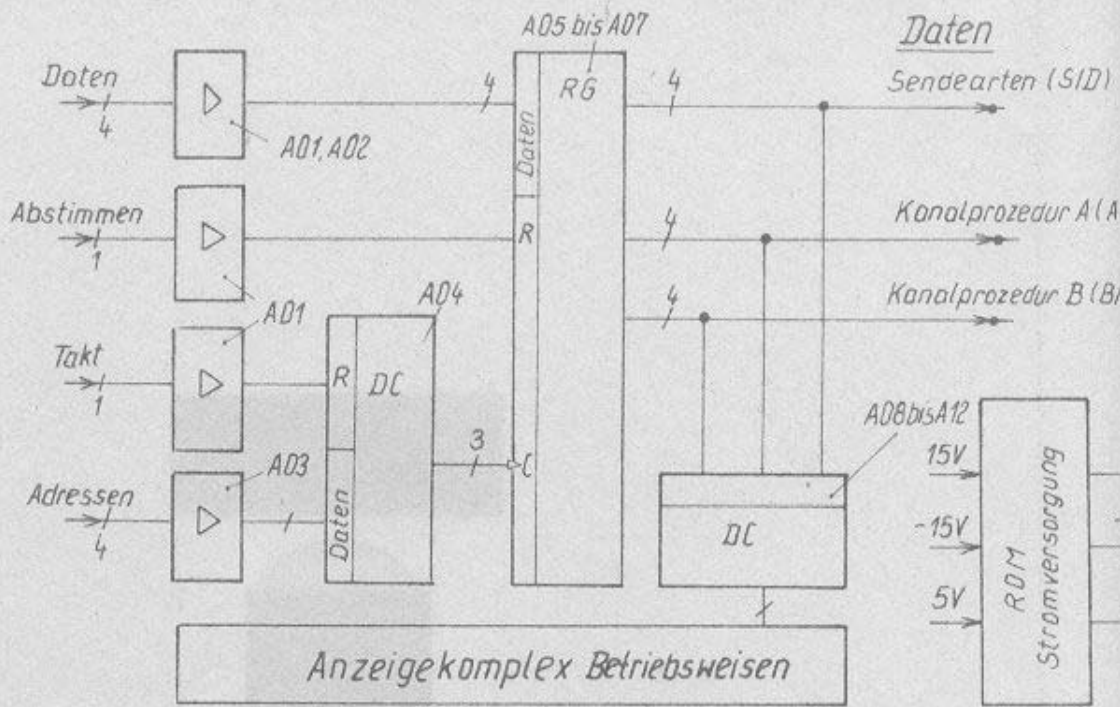 A05 bis A07
Daten
Daten
4
A01, A02
4
Daten
RG
4
Sendearten (S/D)
Abstimmen
1
A01
R
4
Kanalprozedur A (A
4
Kanalprozedur B (B
Takt
1
R
DC
A04
3
C
Adressen
4
A03
Daten
A08 bis A12
DC
15V
-15V
5V
RDM
Stromversorgung
Anzeigekomplex Betriebsweisen